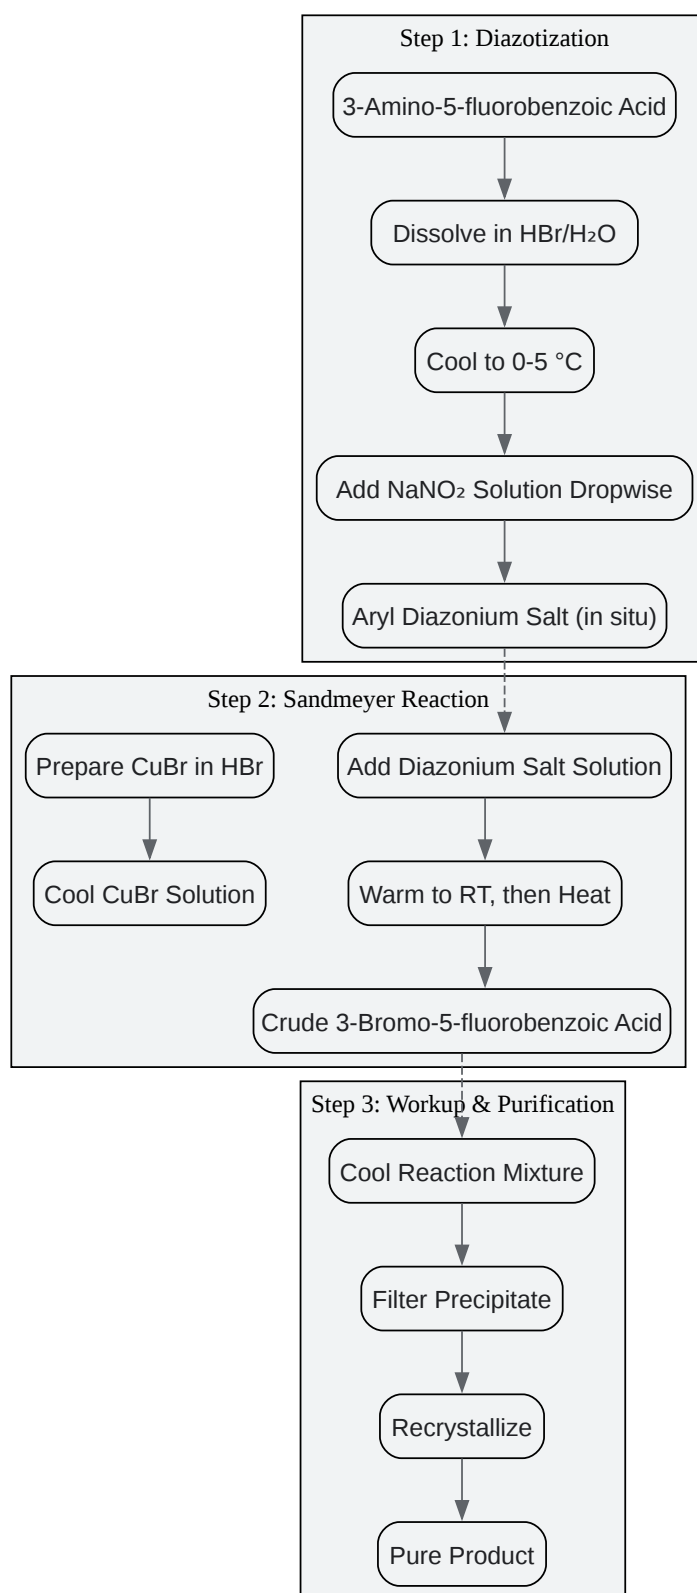 Step 1: Diazotization
3-Amino-5-fluorobenzoic Acid
Dissolve in HBr/H₂O
Cool to 0-5 °C
Add NaNO₂ Solution Dropwise
Aryl Diazonium Salt (in situ)
Step 2: Sandmeyer Reaction
Prepare CuBr in HBr
Add Diazonium Salt Solution
Cool CuBr Solution
Warm to RT, then Heat
Crude 3-Bromo-5-fluorobenzoic Acid
Step 3: Workup & Purification
Cool Reaction Mixture
Filter Precipitate
Recrystallize
Pure Product